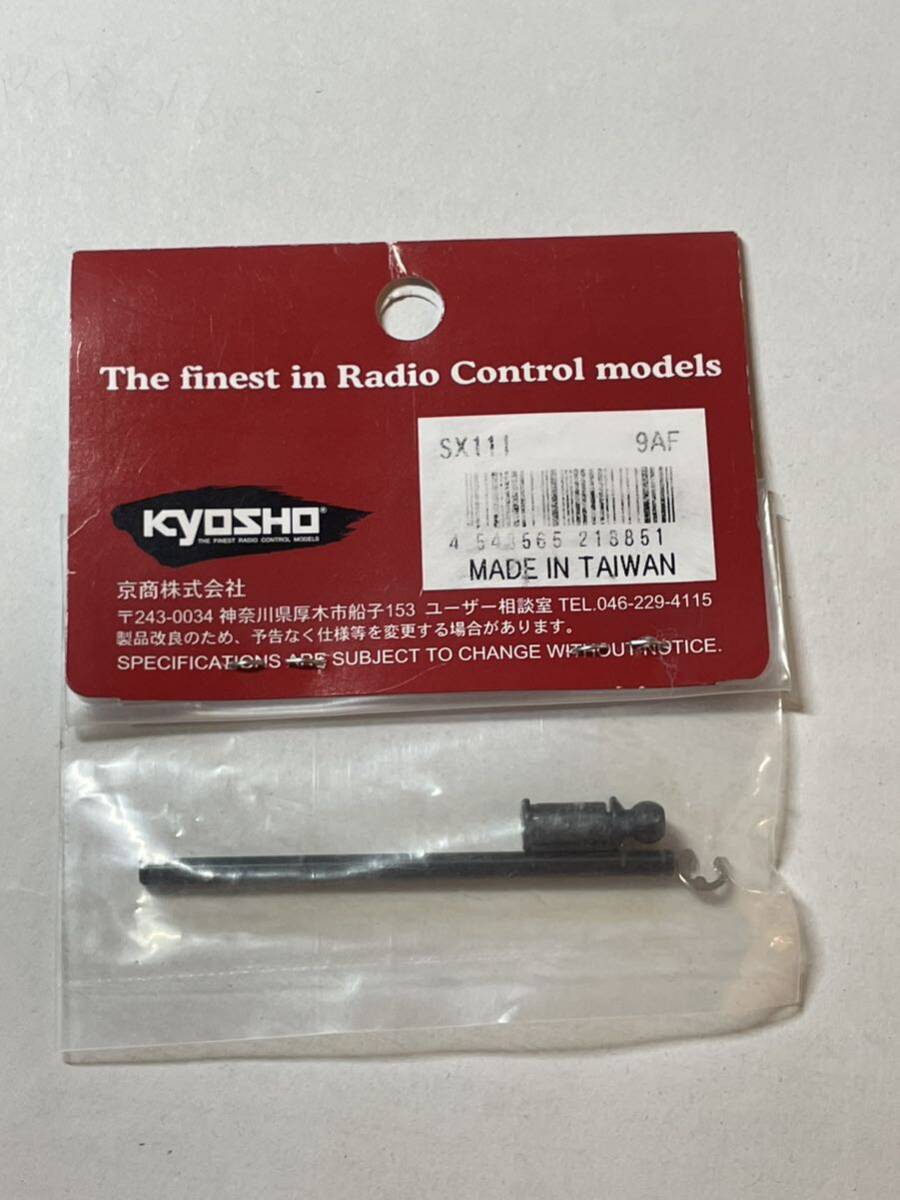 The finest in Radio Control models
SX111 9AF
4 548565 218851
MADE IN TAIWAN
KYOSHO®
THE FINEST RADIO CONTROL MODELS
京商株式会社
〒243-0034 神奈川県厚木市船子153 ユーザー相談室 TEL.046-229-4115
製品改良のため、予告なく仕様等を変更する場合があります。
SPECIFICATIONS ARE SUBJECT TO CHANGE WITHOUT NOTICE.